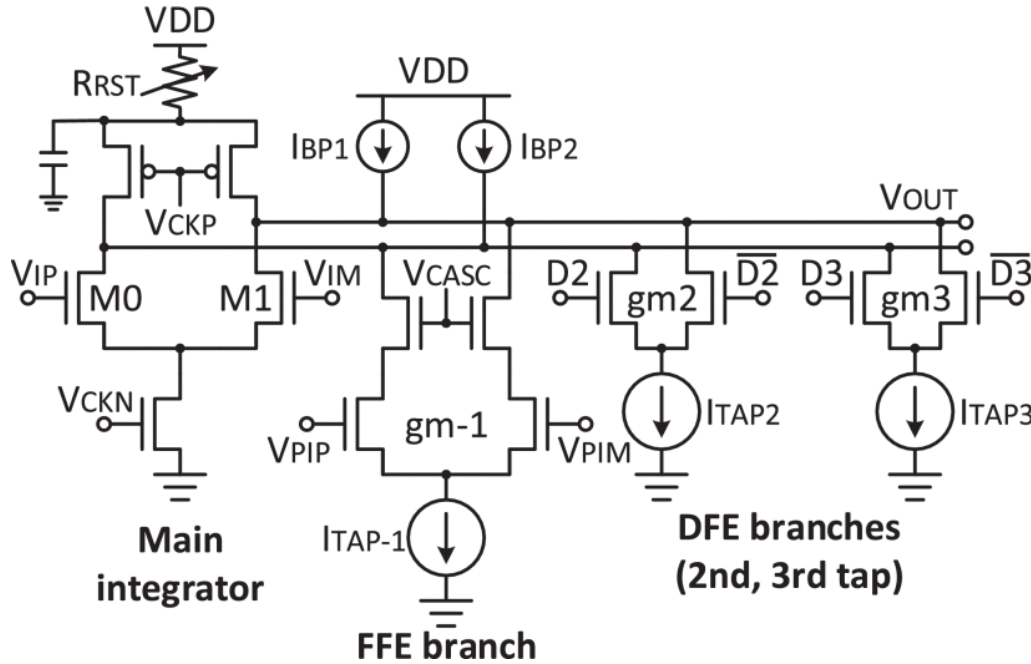 VDD
RRST
VDD
IBP1
IBP2
VCKP
VOUT
VIP
M0
M1
VIM
VCASC
D2
gm2
D2
D3
gm3
D3
VCKN
VPIP
gm-1
VPIM
ITAP2
ITAP3
ITAP-1
Main
integrator
FFE branch
DFE branches
(2nd, 3rd tap)